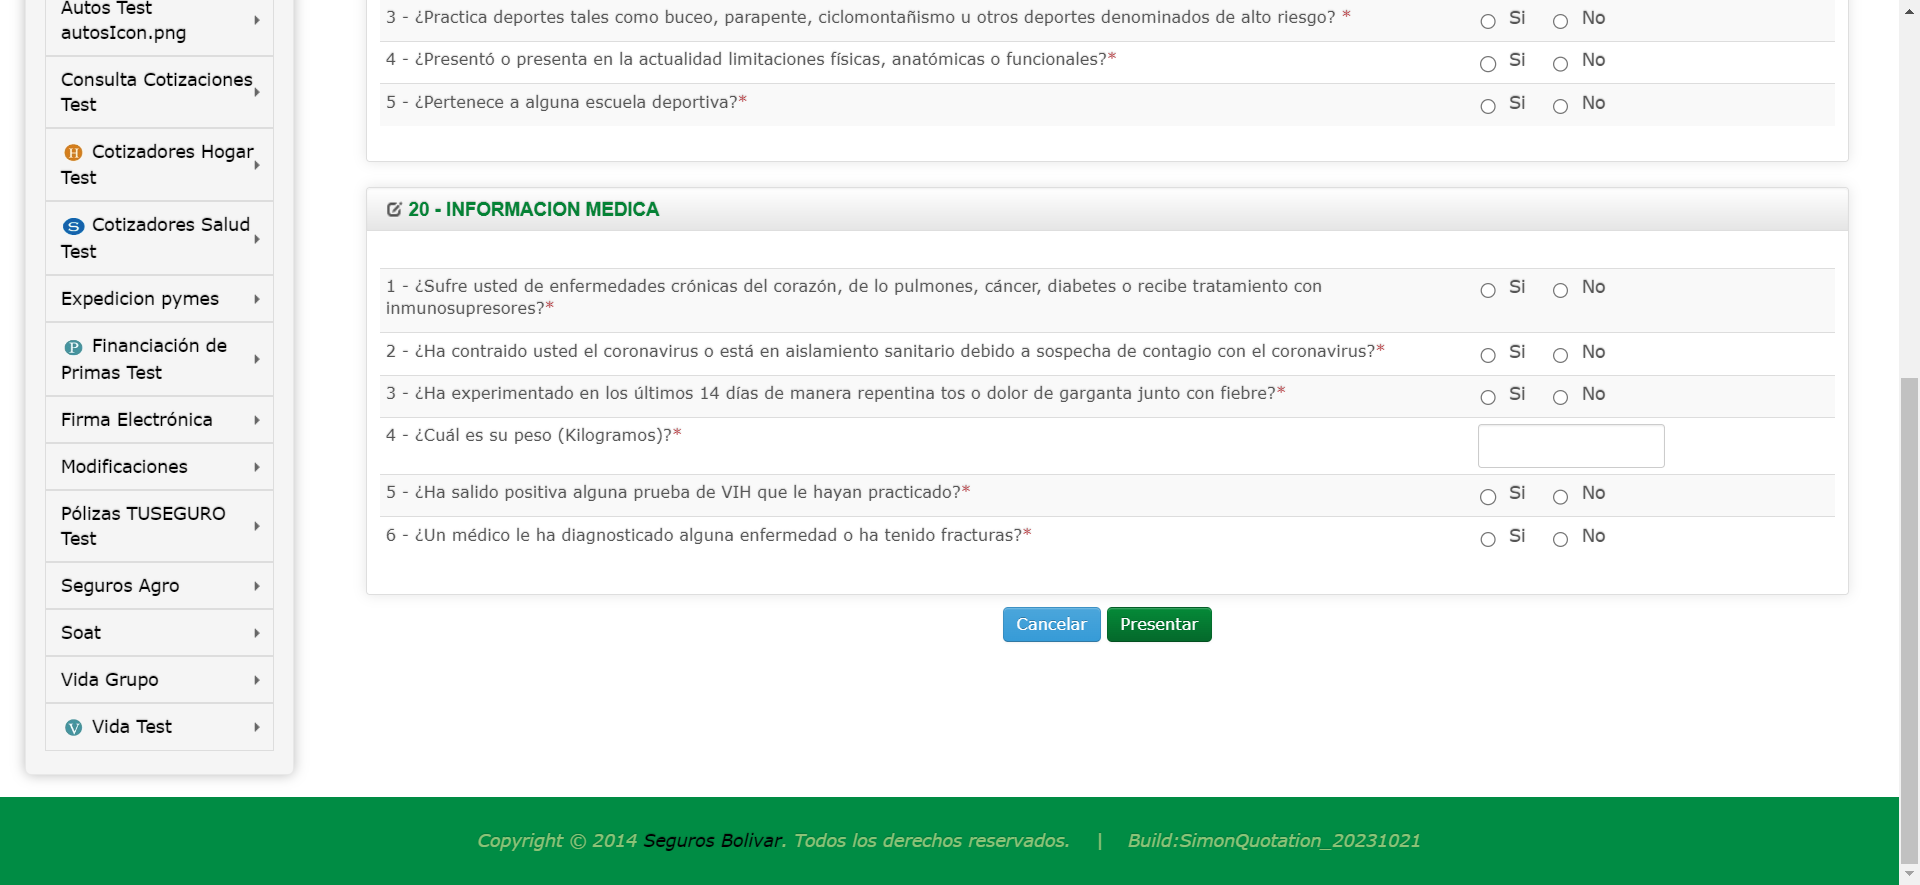 Autos Test
autosIcon.png
Consulta Cotizaciones
Test
H Cotizadores Hogar
Test
S Cotizadores Salud
Test
Expedicion pymes
P Financiación de
Primas Test
Firma Electrónica
Modificaciones
Pólizas TUSEGURO
Test
Seguros Agro
Soat
Vida Grupo
V Vida Test
3 - ¿Practica deportes tales como buceo, parapente, ciclomontañismo u otros deportes denominados de alto riesgo? * Si No
4 - ¿Presentó o presenta en la actualidad limitaciones físicas, anatómicas o funcionales?* Si No
5 - ¿Pertenece a alguna escuela deportiva?* Si No
20 - INFORMACION MEDICA
1 - ¿Sufre usted de enfermedades crónicas del corazón, de lo pulmones, cáncer, diabetes o recibe tratamiento con
inmunosupresores?* Si No
2 - ¿Ha contraido usted el coronavirus o está en aislamiento sanitario debido a sospecha de contagio con el coronavirus?* Si No
3 - ¿Ha experimentado en los últimos 14 días de manera repentina tos o dolor de garganta junto con fiebre?* Si No
4 - ¿Cuál es su peso (Kilogramos)?*
5 - ¿Ha salido positiva alguna prueba de VIH que le hayan practicado?* Si No
6 - ¿Un médico le ha diagnosticado alguna enfermedad o ha tenido fracturas?* Si No
Cancelar Presentar
Copyright © 2014 Seguros Bolivar. Todos los derechos reservados. | Build:SimonQuotation_20231021